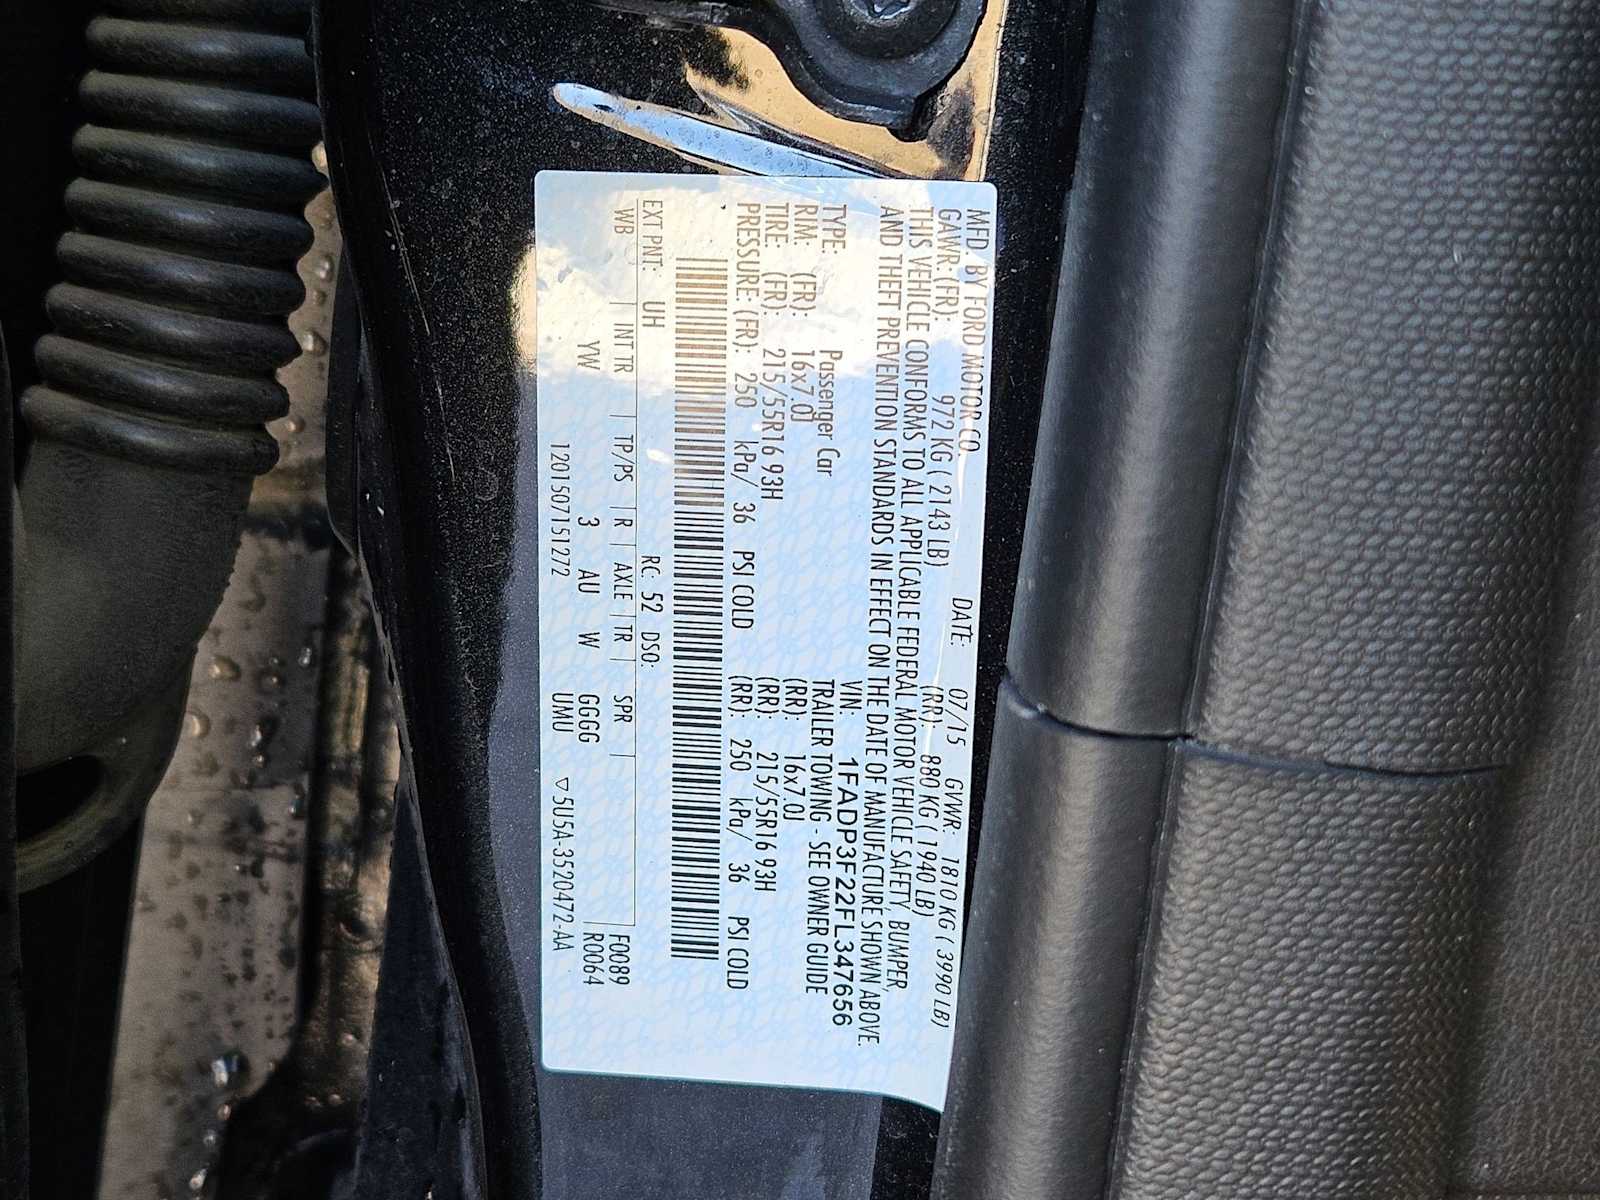 MFD BY FORD MOTOR CO.
DATE: 07/15 GVWR: 1810 KG ( 3990 LB)
GAWR: (FR): 972 KG ( 2143 LB) (RR): 880 KG ( 1940 LB)
THIS VEHICLE CONFORMS TO ALL APPLICABLE FEDERAL MOTOR VEHICLE SAFETY, BUMPER,
AND THEFT PREVENTION STANDARDS IN EFFECT ON THE DATE OF MANUFACTURE SHOWN ABOVE.
VIN: 1FADP3F22FL347656
TYPE: Passenger Car TRAILER TOWING - SEE OWNER GUIDE
RIM: (FR): 16x7.0J (RR): 16x7.0J
TIRE: (FR): 215/55R16 93H (RR): 215/55R16 93H
PRESSURE: (FR): 250 kPa/ 36 PSI COLD (RR): 250 kPa/ 36 PSI COLD
EXT PNT: UH RC: 52 DSO:
WB INT TR TP/PS R AXLE TR SPR F0089
YW 3 AU W GGGG R0064
1201507151272 UMU ▽5U5A-3520472-AA